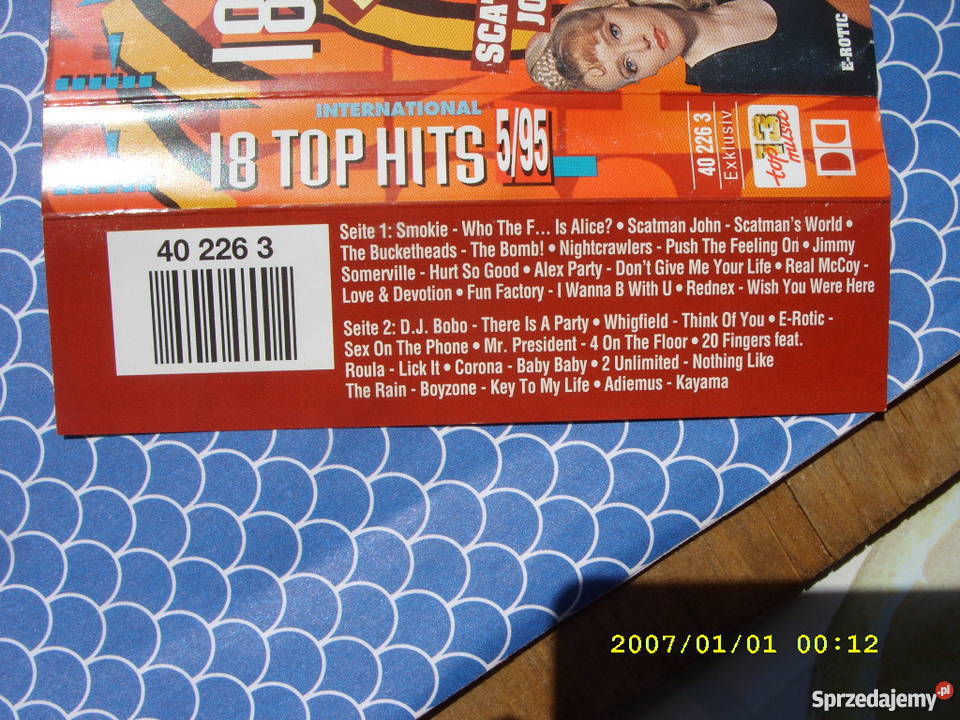 18
SCAT
JO
E-ROTIC
INTERNATIONAL
18 TOP HITS 5/95
40 226 3
Exklusiv
top 13 music
40 226 3
Seite 1: Smokie - Who The F... Is Alice? • Scatman John - Scatman's World •
The Bucketheads - The Bomb! • Nightcrawlers - Push The Feeling On • Jimmy
Somerville - Hurt So Good • Alex Party - Don't Give Me Your Life • Real McCoy -
Love & Devotion • Fun Factory - I Wanna B With U • Rednex - Wish You Were Here
Seite 2: D.J. Bobo - There Is A Party • Whigfield - Think Of You • E-Rotic -
Sex On The Phone • Mr. President - 4 On The Floor • 20 Fingers feat.
Roula - Lick It • Corona - Baby Baby • 2 Unlimited - Nothing Like
The Rain - Boyzone - Key To My Life • Adiemus - Kayama
2007/01/01 00:12
Sprzedajemy.pl